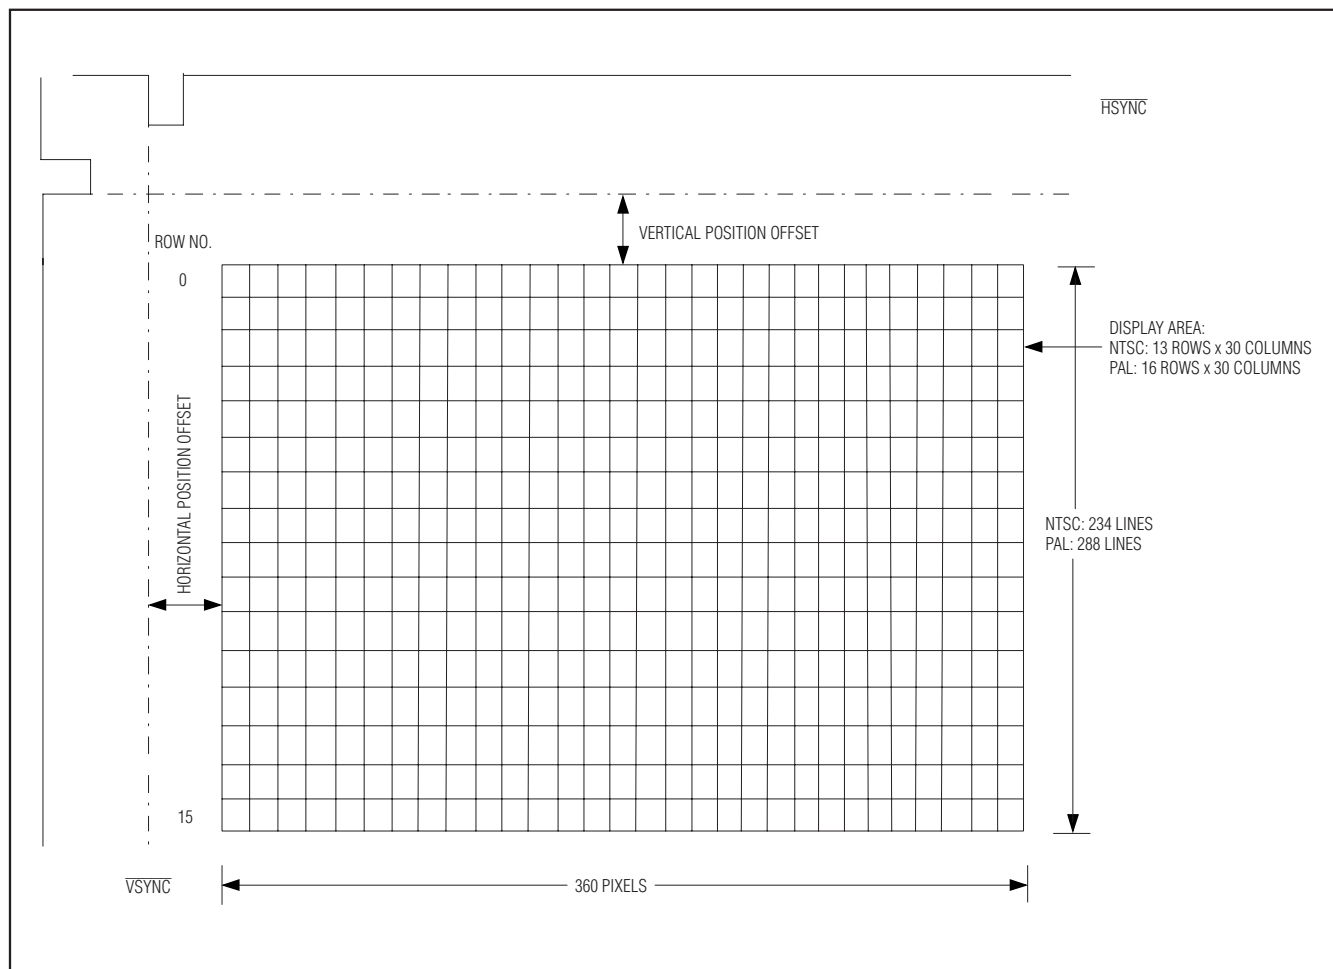 HSYNC
VERTICAL POSITION OFFSET
ROW NO.
0
DISPLAY AREA:
NTSC: 13 ROWS x 30 COLUMNS
PAL: 16 ROWS x 30 COLUMNS
HORIZONTAL POSITION OFFSET
NTSC: 234 LINES
PAL: 288 LINES
15
VSYNC
360 PIXELS